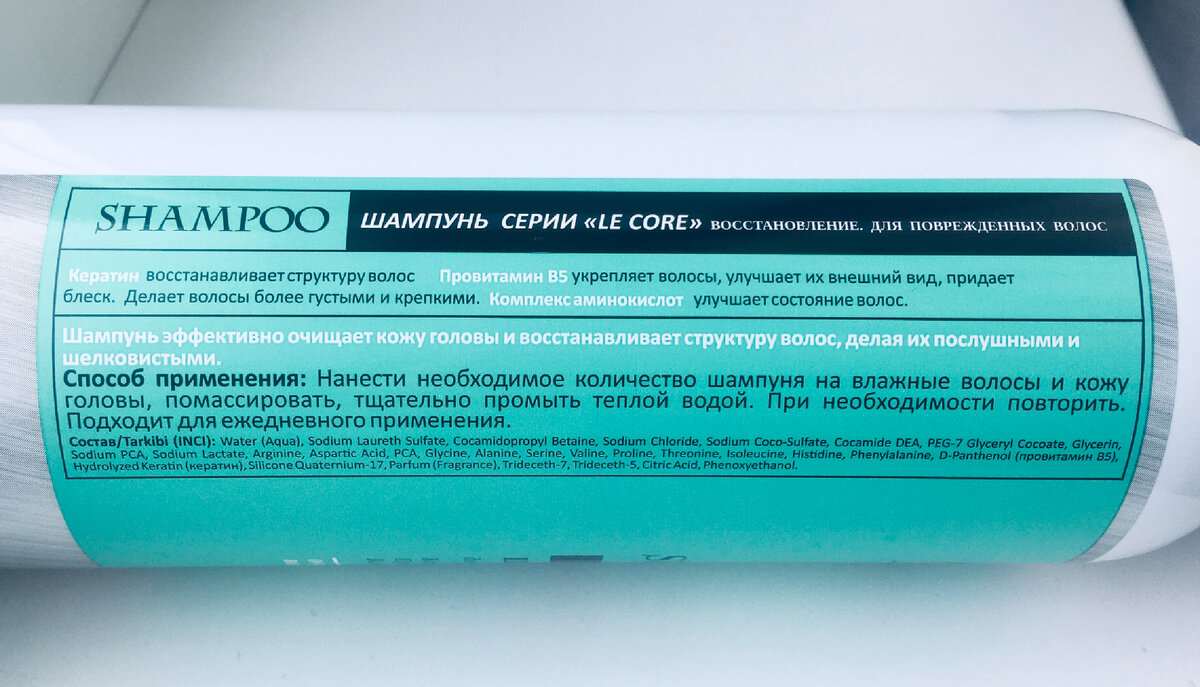 SHAMPOO
ШАМПУНЬ СЕРИИ «LE CORE» ВОССТАНОВЛЕНИЕ. ДЛЯ ПОВРЕЖДЕННЫХ ВОЛОС
Кератин восстанавливает структуру волос Провитамин В5 укрепляет волосы, улучшает их внешний вид, придает
блеск. Делает волосы более густыми и крепкими. Комплекс аминокислот улучшает состояние волос.
Шампунь эффективно очищает кожу головы и восстанавливает структуру волос, делая их послушными и
шелковистыми.
Способ применения: Нанести необходимое количество шампуня на влажные волосы и кожу
головы, помассировать, тщательно промыть теплой водой. При необходимости повторить.
Подходит для ежедневного применения.
Состав/Tarkibi (INCI): Water (Aqua), Sodium Laureth Sulfate, Cocamidopropyl Betaine, Sodium Chloride, Sodium Coco-Sulfate, Cocamide DEA, PEG-7 Glyceryl Cocoate, Glycerin,
Sodium PCA, Sodium Lactate, Arginine, Aspartic Acid, PCA, Glycine, Alanine, Serine, Valine, Proline, Threonine, Isoleucine, Histidine, Phenylalanine, D-Panthenol (провитамин В5),
Hydrolyzed Keratin (кератин), Silicone Quaternium-17, Parfum (Fragrance), Trideceth-7, Trideceth-5, Citric Acid, Phenoxyethanol.